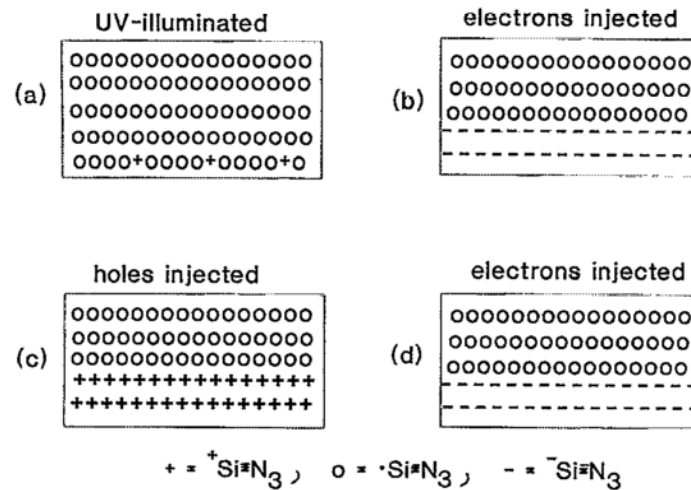 UV-illuminated
electrons injected
(a)
(b)
holes injected
electrons injected
(c)
(d)
+ = ⁺Si≡N₃ , o = ·Si≡N₃ , - = ⁻Si≡N₃